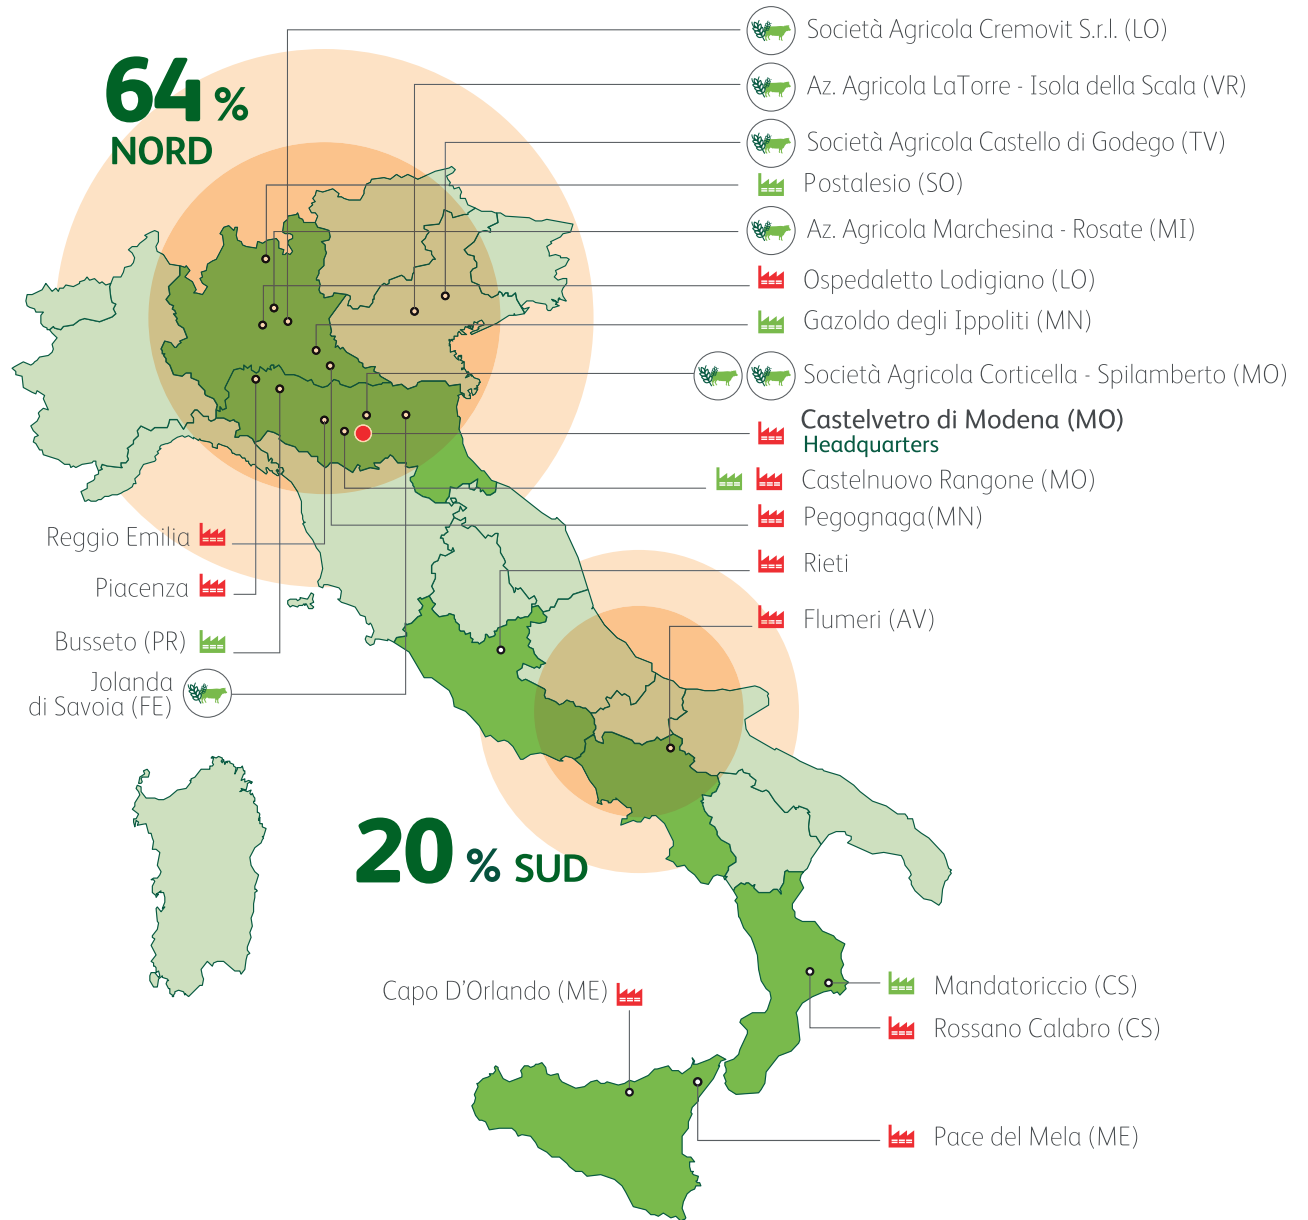 64 %
NORD
Società Agricola Cremovit S.r.l. (LO)
Az. Agricola LaTorre - Isola della Scala (VR)
Società Agricola Castello di Godego (TV)
Postalesio (SO)
Az. Agricola Marchesina - Rosate (MI)
Ospedaletto Lodigiano (LO)
Gazoldo degli Ippoliti (MN)
Società Agricola Corticella - Spilamberto (MO)
Castelvetro di Modena (MO)
Headquarters
Castelnuovo Rangone (MO)
Pegognaga(MN)
Rieti
Flumeri (AV)
Reggio Emilia
Piacenza
Busseto (PR)
Jolanda
di Savoia (FE)
20 % SUD
Capo D'Orlando (ME)
Mandatoriccio (CS)
Rossano Calabro (CS)
Pace del Mela (ME)